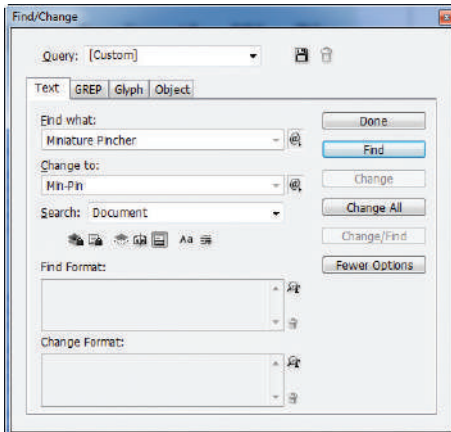 Find/Change
Query: [Custom]
Text GREP Glyph Object
Find what:
Miniature Pincher
Change to:
Min-Pin
Search: Document
Aa
Find Format:
Change Format:
Done
Find
Change
Change All
Change/Find
Fewer Options